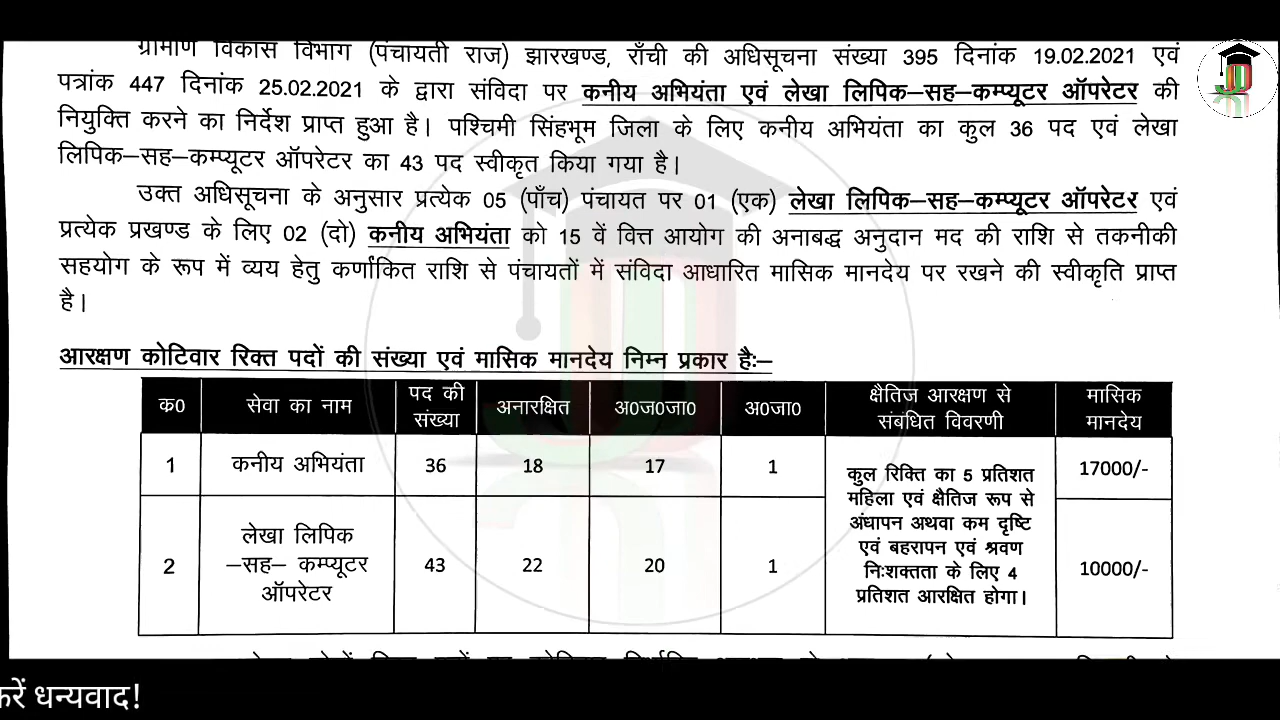 ग्रामीण विकास विभाग (पंचायती राज) झारखण्ड, राँची की अधिसूचना संख्या 395 दिनांक 19.02.2021 एवं
पत्रांक 447 दिनांक 25.02.2021 के द्वारा संविदा पर कनीय अभियंता एवं लेखा लिपिक–सह–कम्प्यूटर ऑपरेटर की
नियुक्ति करने का निर्देश प्राप्त हुआ है। पश्चिमी सिंहभूम जिला के लिए कनीय अभियंता का कुल 36 पद एवं लेखा
लिपिक–सह–कम्प्यूटर ऑपरेटर का 43 पद स्वीकृत किया गया है।
उक्त अधिसूचना के अनुसार प्रत्येक 05 (पाँच) पंचायत पर 01 (एक) लेखा लिपिक–सह–कम्प्यूटर ऑपरेटर एवं
प्रत्येक प्रखण्ड के लिए 02 (दो) कनीय अभियंता को 15 वें वित्त आयोग की अनाबद्ध अनुदान मद की राशि से तकनीकी
सहयोग के रूप में व्यय हेतु कर्णांकित राशि से पंचायतों में संविदा आधारित मासिक मानदेय पर रखने की स्वीकृति प्राप्त
है।
आरक्षण कोटिवार रिक्त पदों की संख्या एवं मासिक मानदेय निम्न प्रकार हैः–
क0 सेवा का नाम पद की संख्या अनारक्षित अ0ज0जा0 अ0जा0 क्षैतिज आरक्षण से संबंधित विवरणी मासिक मानदेय
1 कनीय अभियंता 36 18 17 1 17000/-
कुल रिक्ति का 5 प्रतिशत
महिला एवं क्षैतिज रूप से
अंधापन अथवा कम दृष्टि
एवं बहरापन एवं श्रवण
निःशक्तता के लिए 4
प्रतिशत आरक्षित होगा।
2 लेखा लिपिक –सह– कम्प्यूटर ऑपरेटर 43 22 20 1 10000/-
करें धन्यवाद!